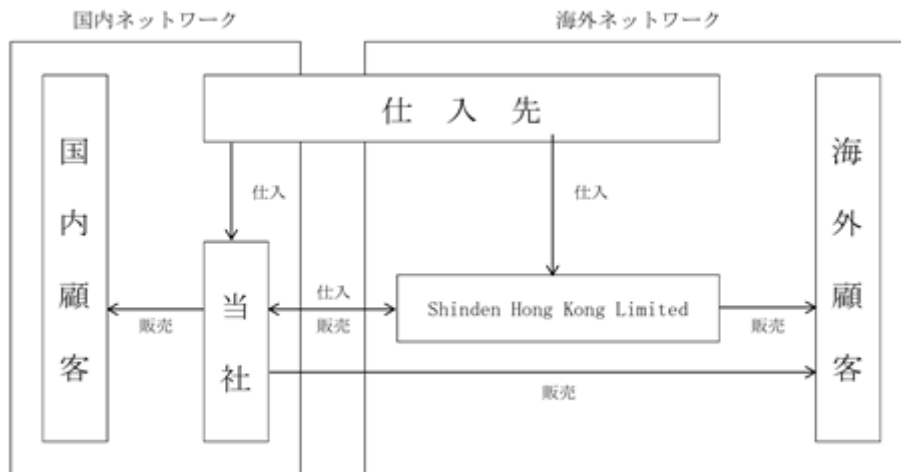 国内ネットワーク
海外ネットワーク
仕入先
国内顧客
海外顧客
仕入
仕入
当社
仕入
販売
Shinden Hong Kong Limited
販売
販売
販売